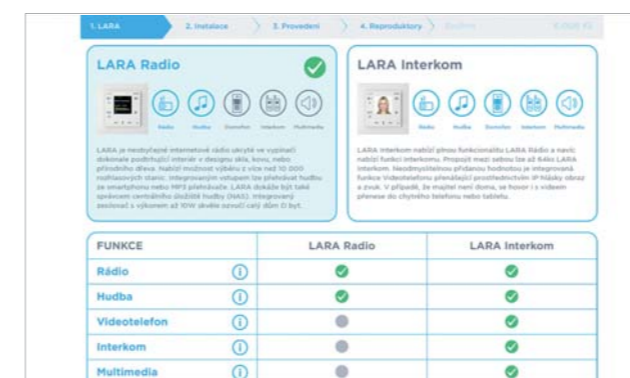 1. LARA
2. Instalace
3. Provedení
4. Reproduktory
LARA Radio
Rádio Hudba Domofon Interkom Multimedia
LARA je neobyčejné internetové rádio ukryté ve vypínači
dokonale podtrhující interiér v designu skla, kovu, nebo
přírodního dřeva. Nabízí možnost výběru z více než 10 000
rozhlasových stanic. Integrovaným vstupem lze přehrávat hudbu
ze smartphonu nebo MP3 přehrávače. LARA dokáže být také
správcem centrálního úložiště hudby (NAS). Integrovaný
zesilovač s výkonem až 10W skvěle ozvučí celý dům či byt.
LARA Interkom
Rádio Hudba Domofon Interkom Multimedia
LARA Interkom nabízí plnou funkcionalitu LARA Rádio a navíc
nabízí funkci interkomu. Propojit mezi sebou lze až 64ks LARA
Interkom. Neodmyslitelnou přidanou hodnotou je integrovaná
funkce Videotelefonu přenášející prostřednictvím IP hlásky obraz
a zvuk. V případě, že majitel není doma, se hovor i s videem
přenese do chytrého telefonu nebo tabletu.
FUNKCE LARA Radio LARA Interkom
Rádio
Hudba
Videotelefon
Interkom
Multimedia